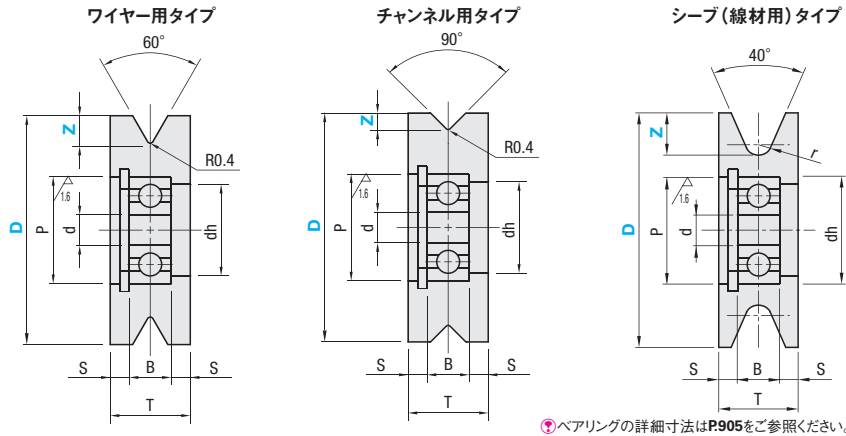 ワイヤー用タイプ
60°
Z
R0.4
1.6
D
P
d
dh
S
B
S
T
チャンネル用タイプ
90°
Z
R0.4
1.6
D
P
d
dh
S
B
S
T
シーブ(線材用)タイプ
40°
Z
r
1.6
D
P
d
dh
S
B
S
T
ベアリングの詳細寸法はP.905をご参照ください。